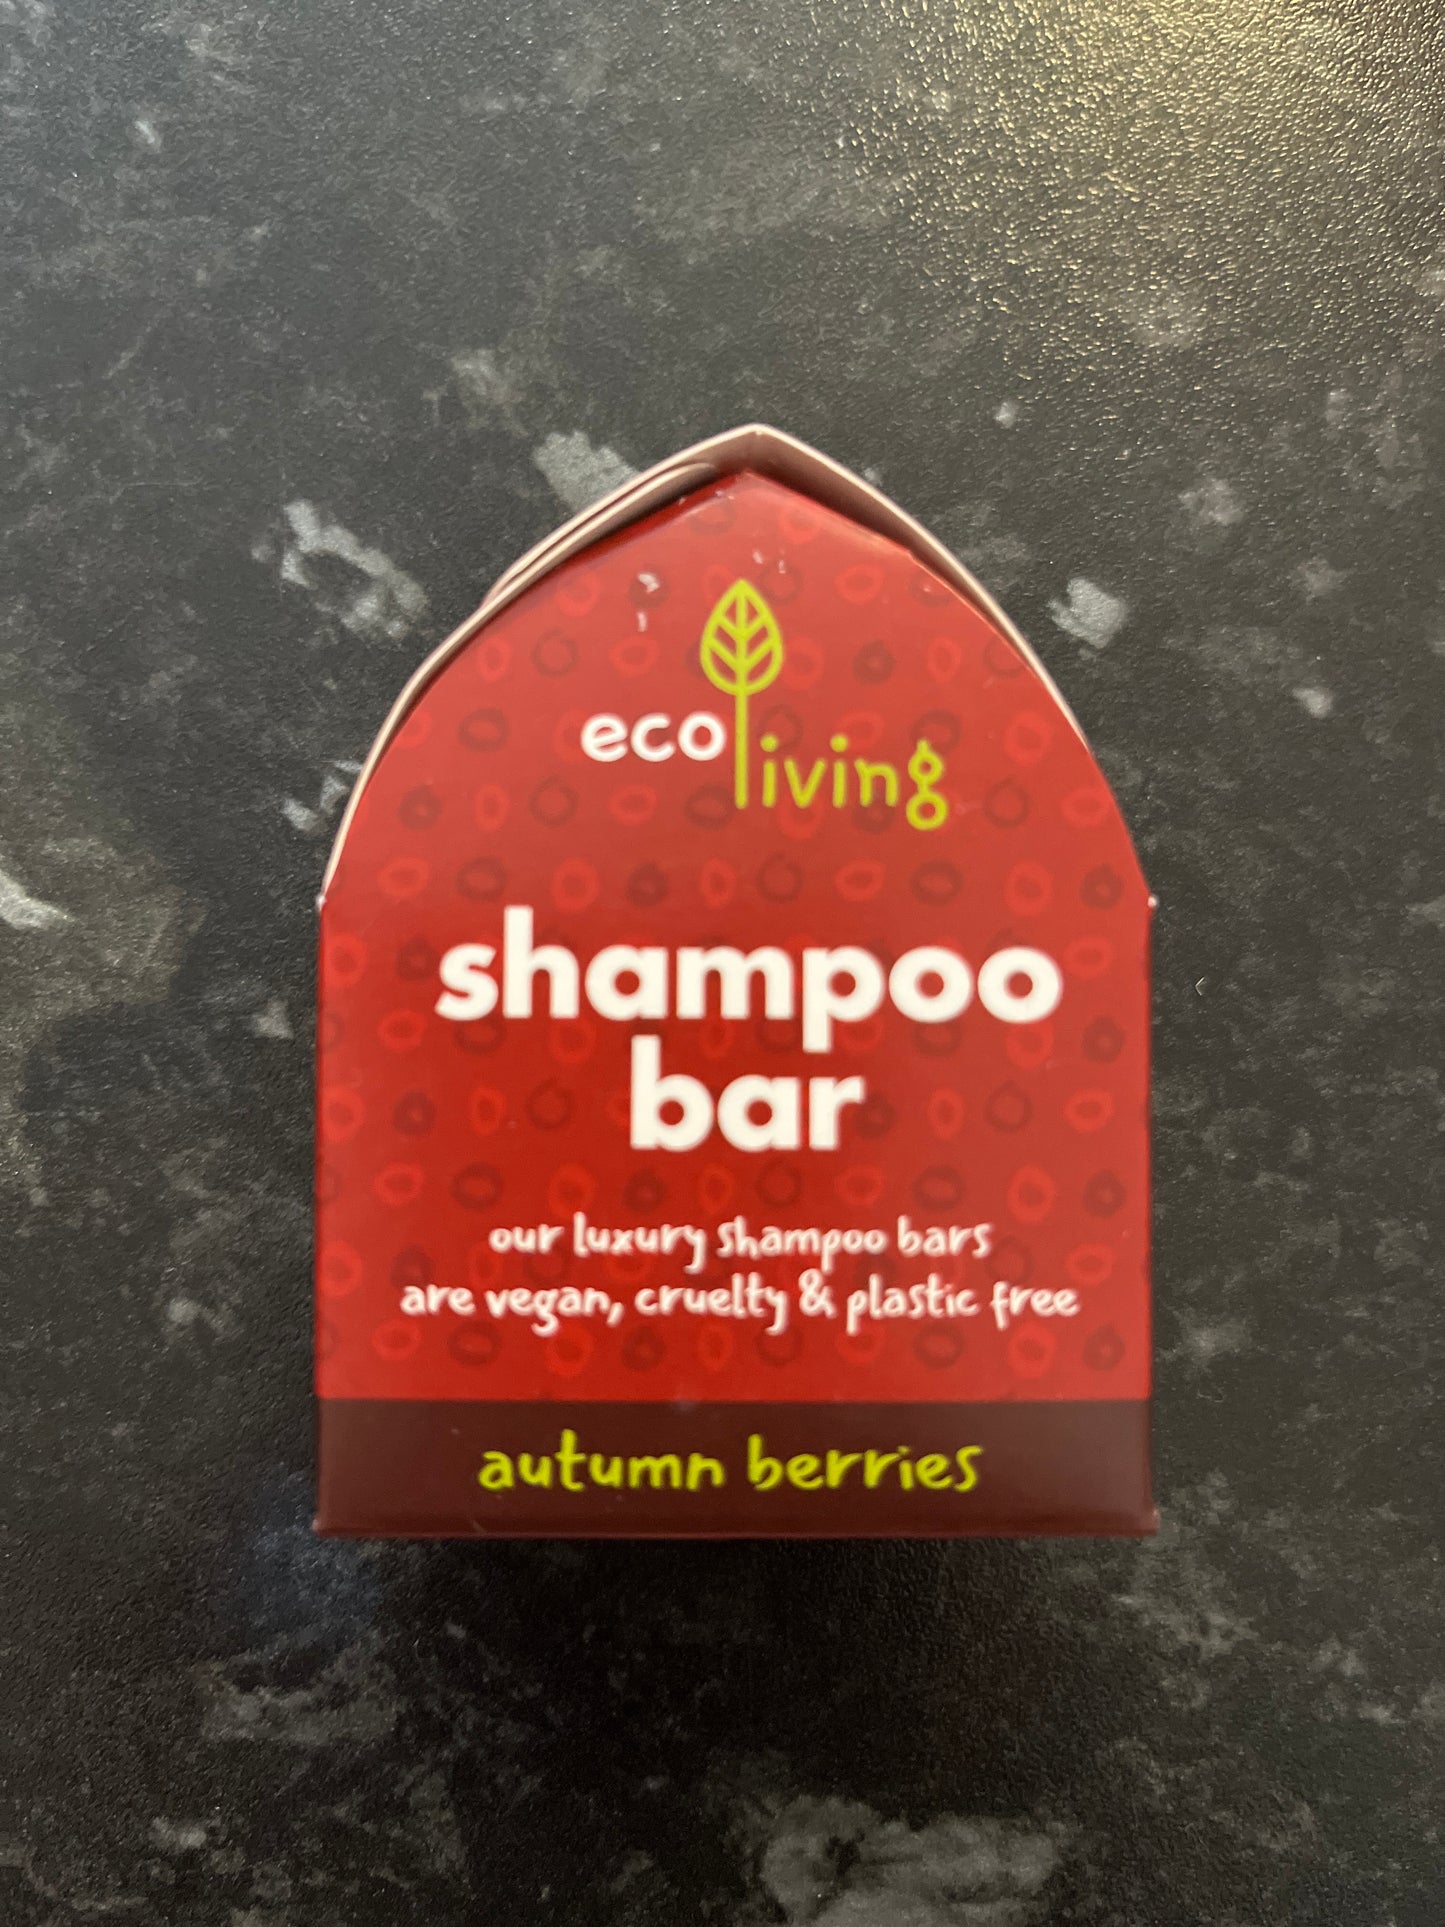 eco living
shampoo
bar
our luxury shampoo bars
are vegan, cruelty & plastic free
autumn berries